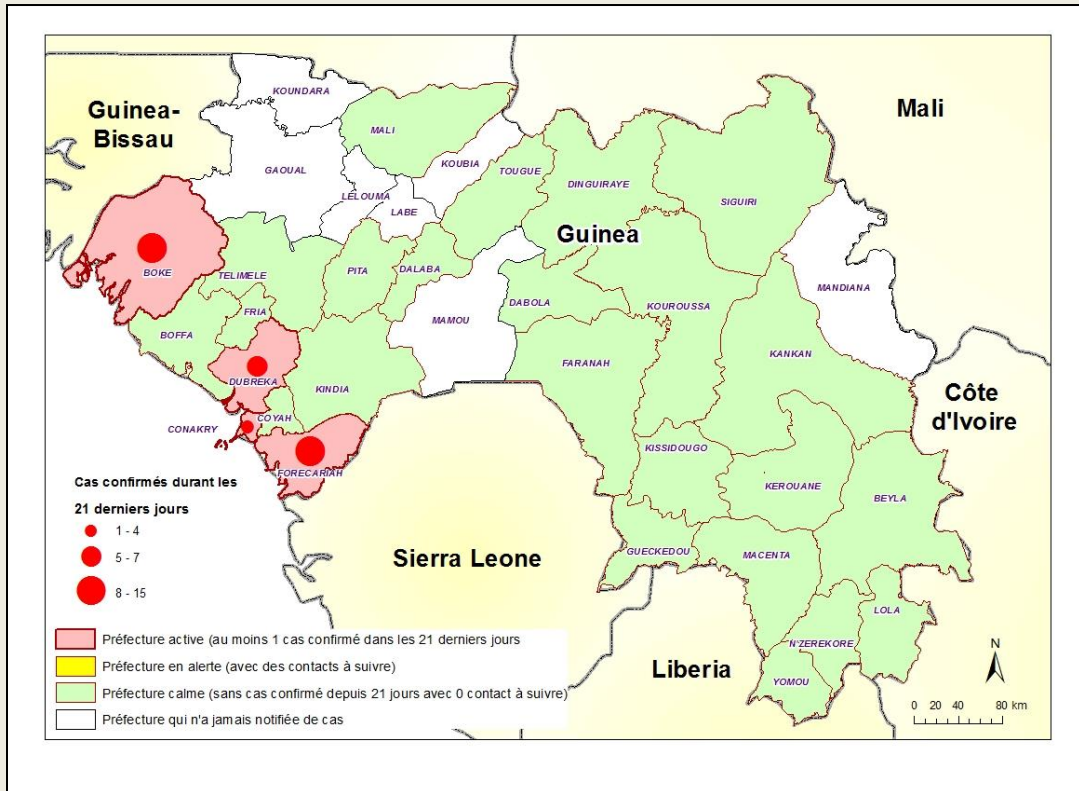 KOUNDARA
Guinea-
Bissau
Mali
MALI
KOUBIA
GAOUAL
TOUGUE
DINGUIRAYE
LELOUMA
LABE
SIGUIRI
Guinea
BOKE
TELIMELE
PITA
DALABA
MANDIANA
DABOLA
KOUROUSSA
FRIA
MAMOU
BOFFA
KANKAN
FARANAH
DUBREKA
KINDIA
COYAH
CONAKRY
Côte
d'Ivoire
KISSIDOUGO
FORECARIAH
KEROUANE
BEYLA
Sierra Leone
GUECKEDOU
MACENTA
LOLA
N'ZEREKORE
Liberia
YOMOU
Cas confirmés durant les
21 derniers jours
1 - 4
5 - 7
8 - 15
Préfecture active (au moins 1 cas confirmé dans les 21 derniers jours
Préfecture en alerte (avec des contacts à suivre)
Préfecture calme (sans cas confirmé depuis 21 jours avec 0 contact à suivre)
Préfecture qui n'a jamais notifiée de cas
N
0 20 40 80 km